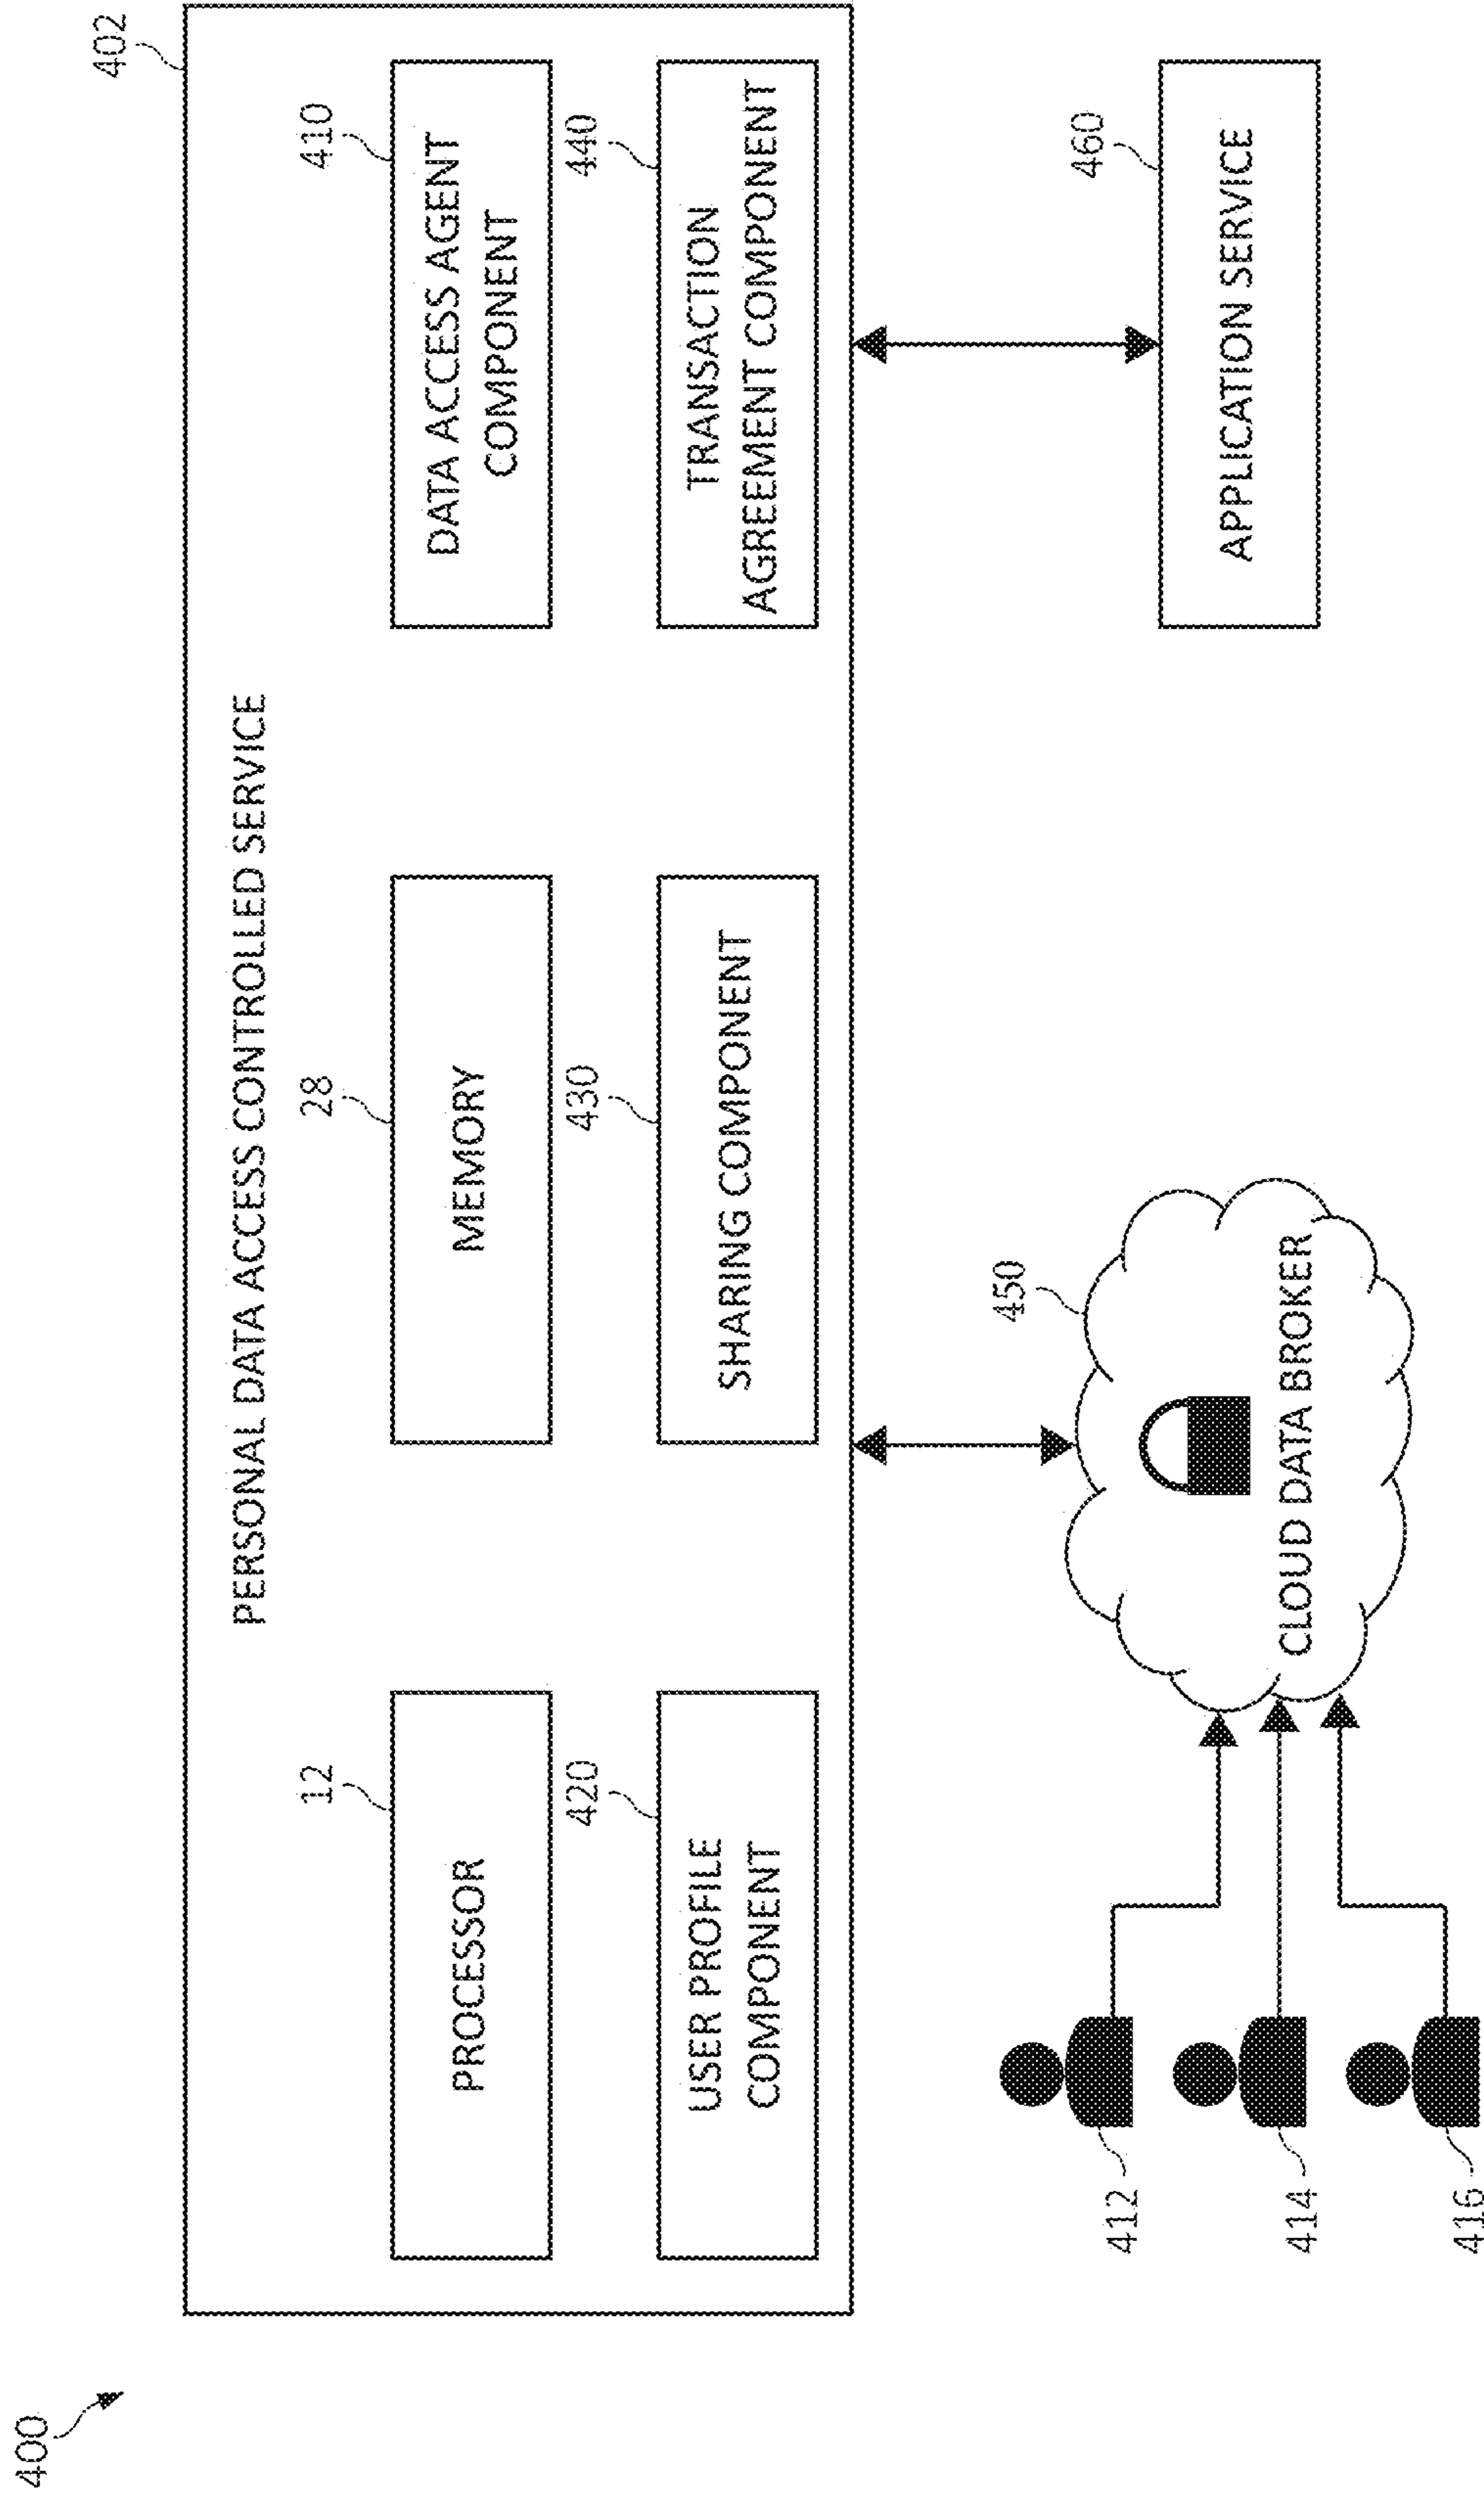 400
402
PERSONAL DATA ACCESS CONTROLLED SERVICE
12
PROCESSOR
28
MEMORY
410
DATA ACCESS AGENT
COMPONENT
420
USER PROFILE
COMPONENT
430
SHARING COMPONENT
440
TRANSACTION
AGREEMENT COMPONENT
412
414
416
450
CLOUD DATA BROKER
460
APPLICATION SERVICE